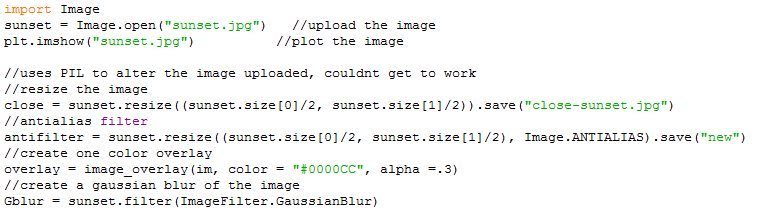 import Image
sunset = Image.open("sunset.jpg")   //upload the image
plt.imshow("sunset.jpg")           //plot the image

//uses PIL to alter the image uploaded, couldnt get to work
//resize the image
close = sunset.resize((sunset.size[0]/2, sunset.size[1]/2)).save("close-sunset.jpg")
//antialias filter
antifilter = sunset.resize((sunset.size[0]/2, sunset.size[1]/2), Image.ANTIALIAS).save("new")
//create one color overlay
overlay = image_overlay(im, color = "#0000CC", alpha =.3)
//create a gaussian blur of the image
Gblur = sunset.filter(ImageFilter.GaussianBlur)